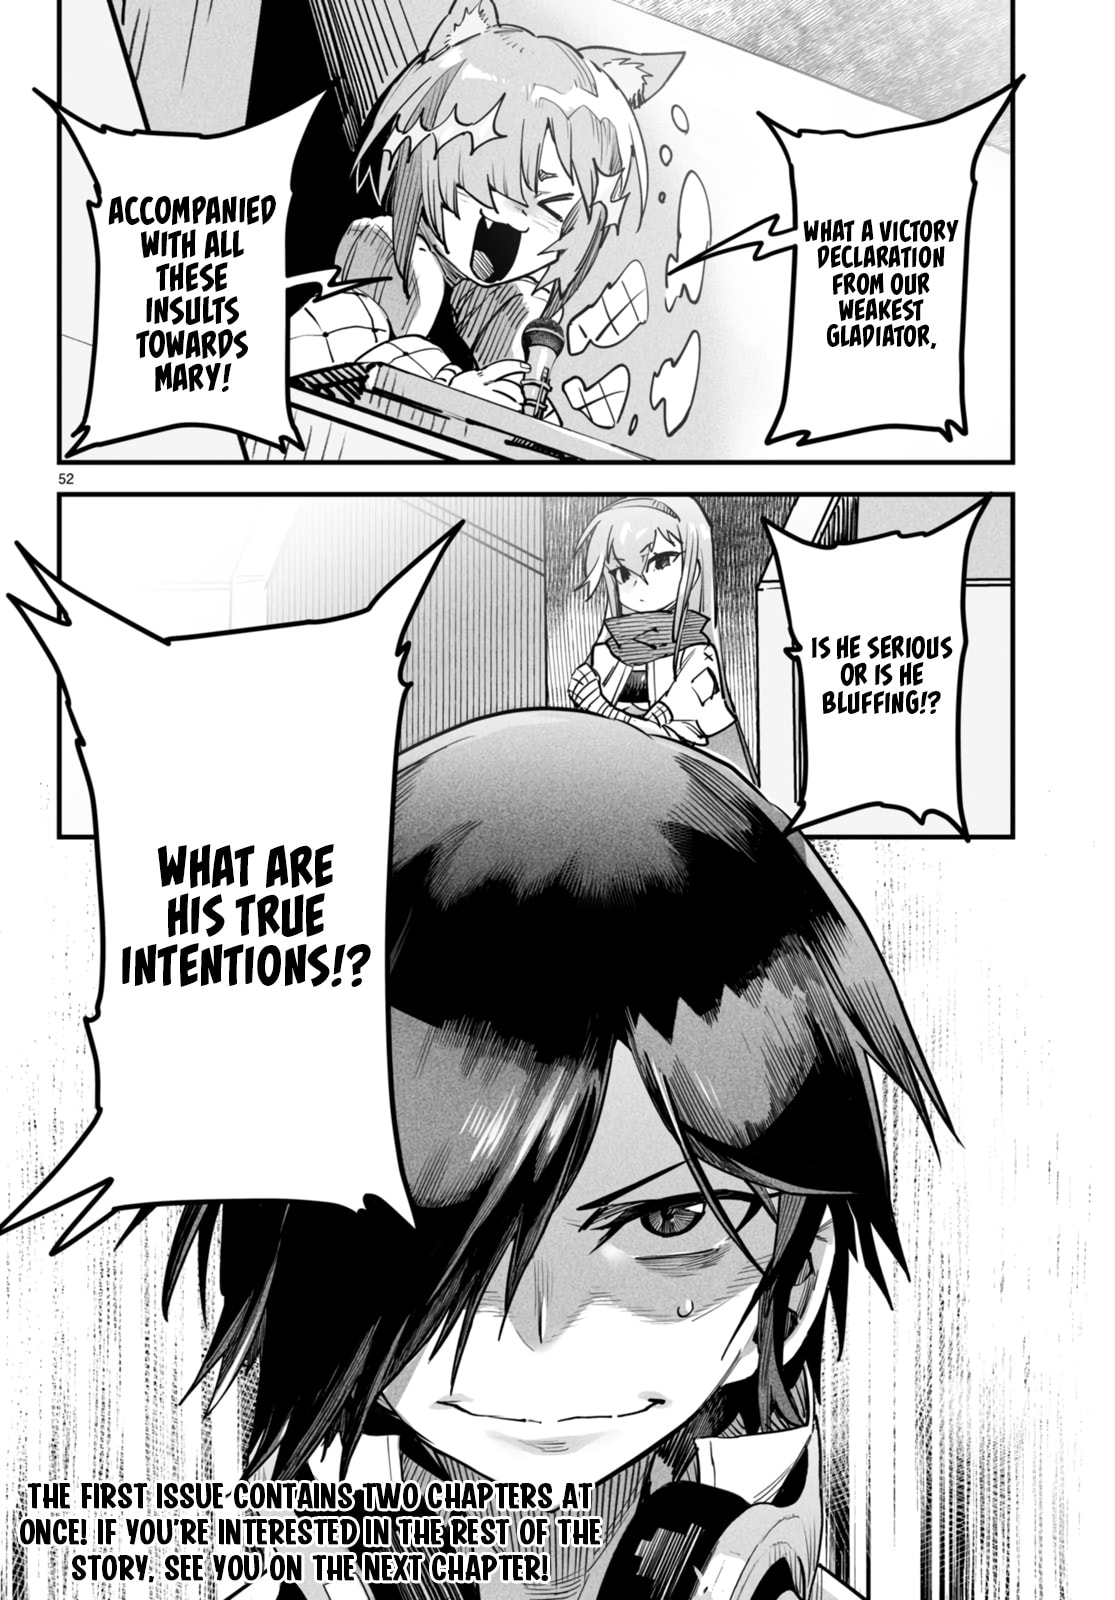 WHAT A VICTORY
DECLARATION
FROM OUR
WEAKEST
GLADIATOR,
ACCOMPANIED
WITH ALL
THESE
INSULTS
TOWARDS
MARY!
52
IS HE SERIOUS
OR IS HE
BLUFFING!?
WHAT ARE
HIS TRUE
INTENTIONS!?
THE FIRST ISSUE CONTAINS TWO CHAPTERS AT
ONCE! IF YOU'RE INTERESTED IN THE REST OF THE
STORY, SEE YOU ON THE NEXT CHAPTER!